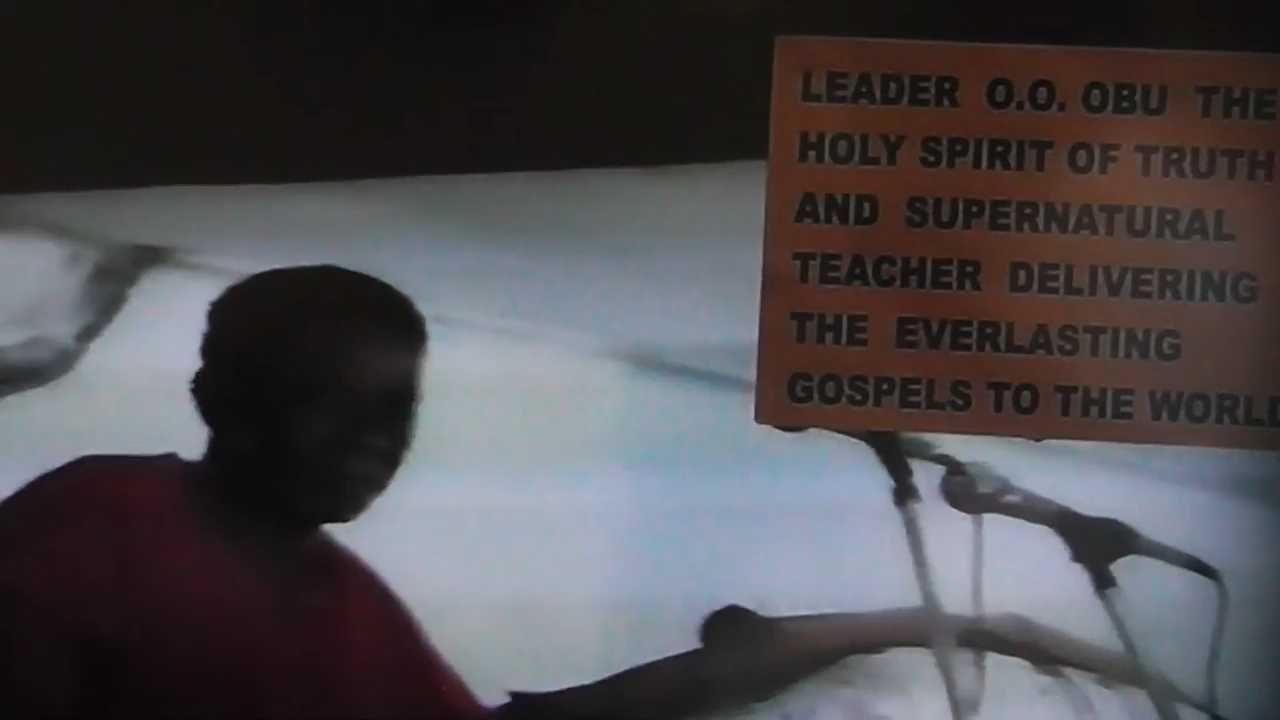 LEADER O.O. OBU THE
HOLY SPIRIT OF TRUTH
AND SUPERNATURAL
TEACHER DELIVERING
THE EVERLASTING
GOSPELS TO THE WORLD